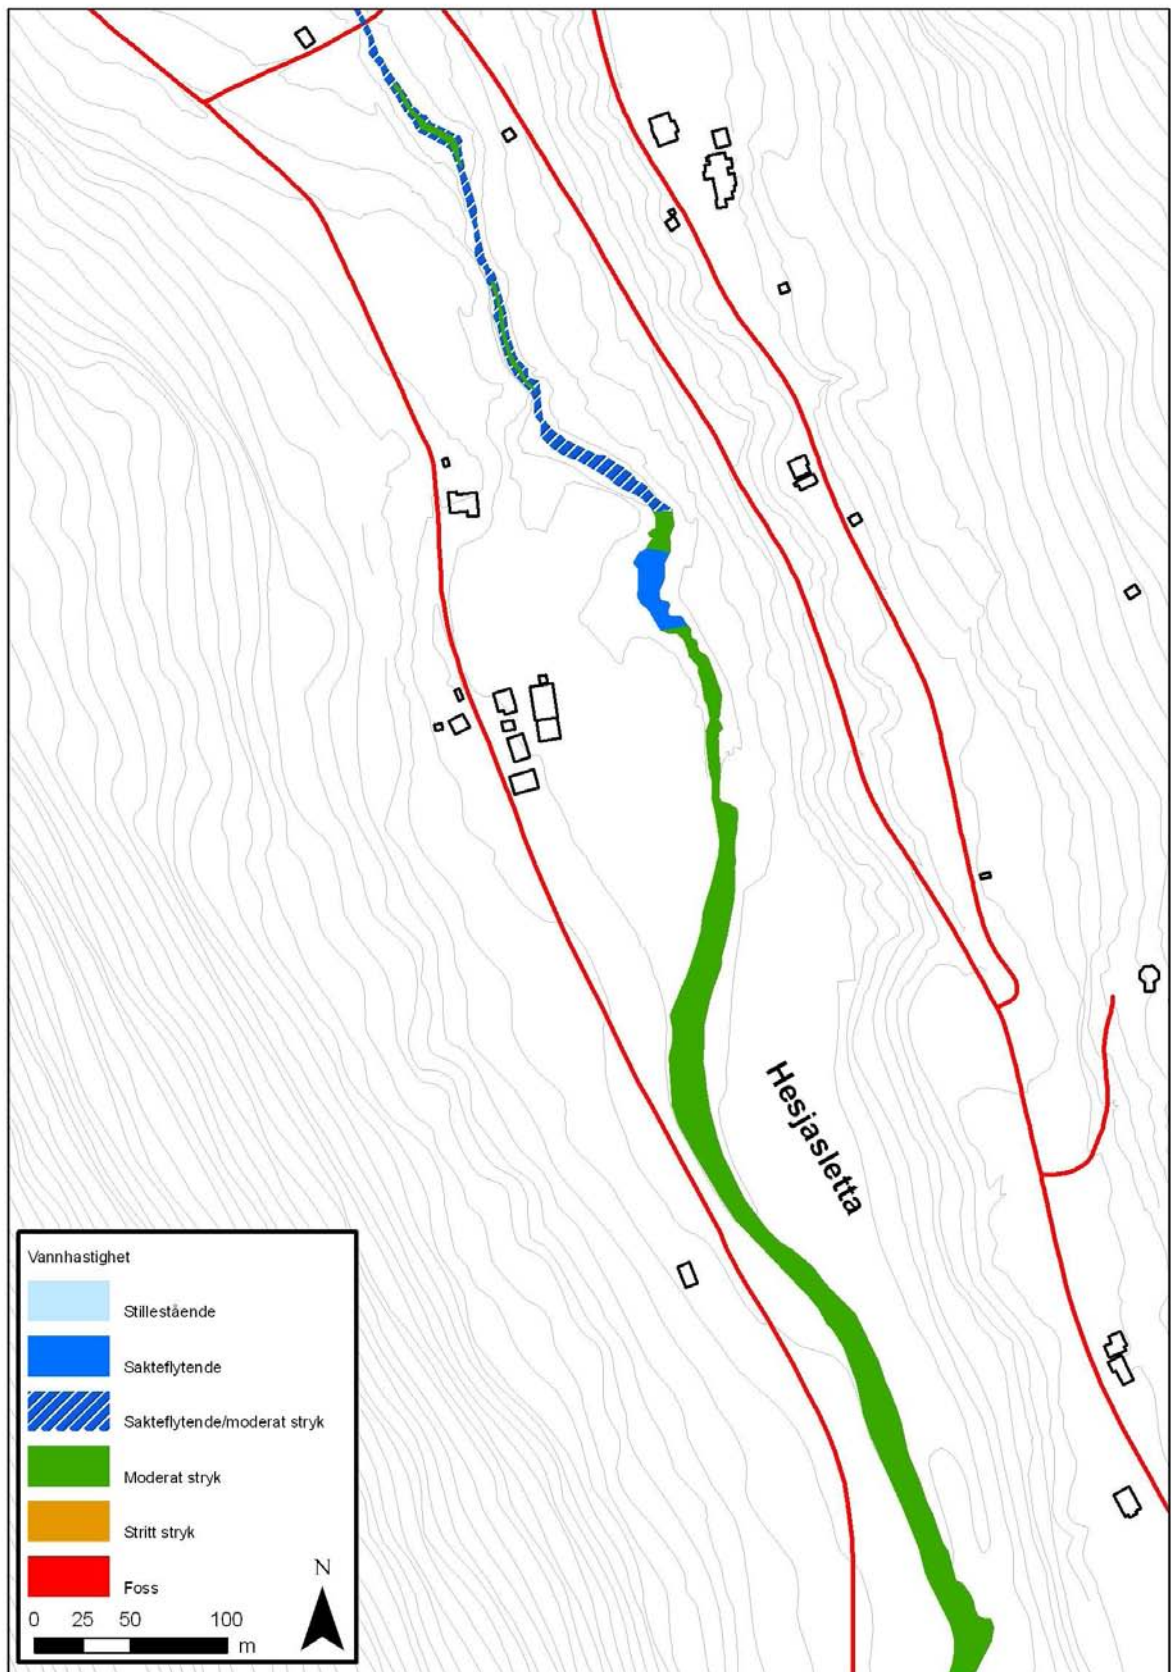 Hesjasletta
Vannhastighet
Stillestående
Sakteflytende
Sakteflytende/moderat stryk
Moderat stryk
Stritt stryk
Foss
N
0 25 50 100
m